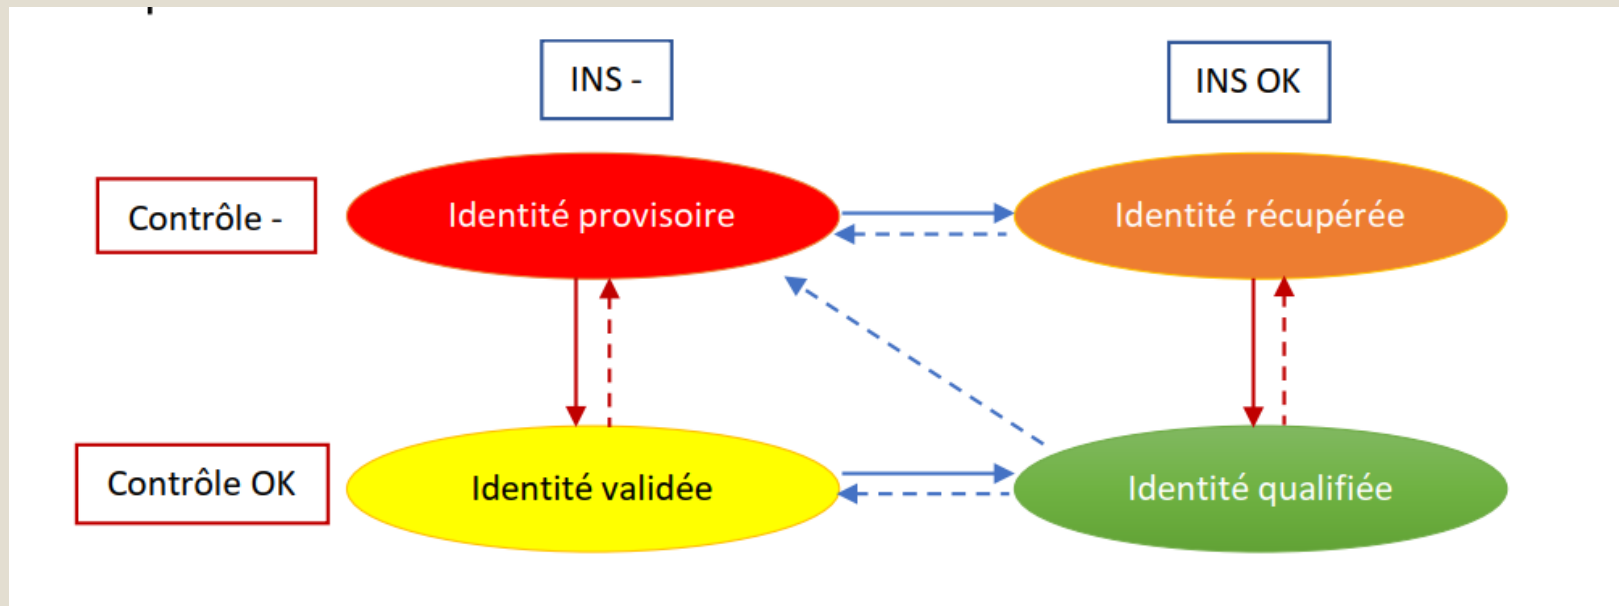 INS -
INS OK
Contrôle -
Identité provisoire
Identité récupérée
Contrôle OK
Identité validée
Identité qualifiée